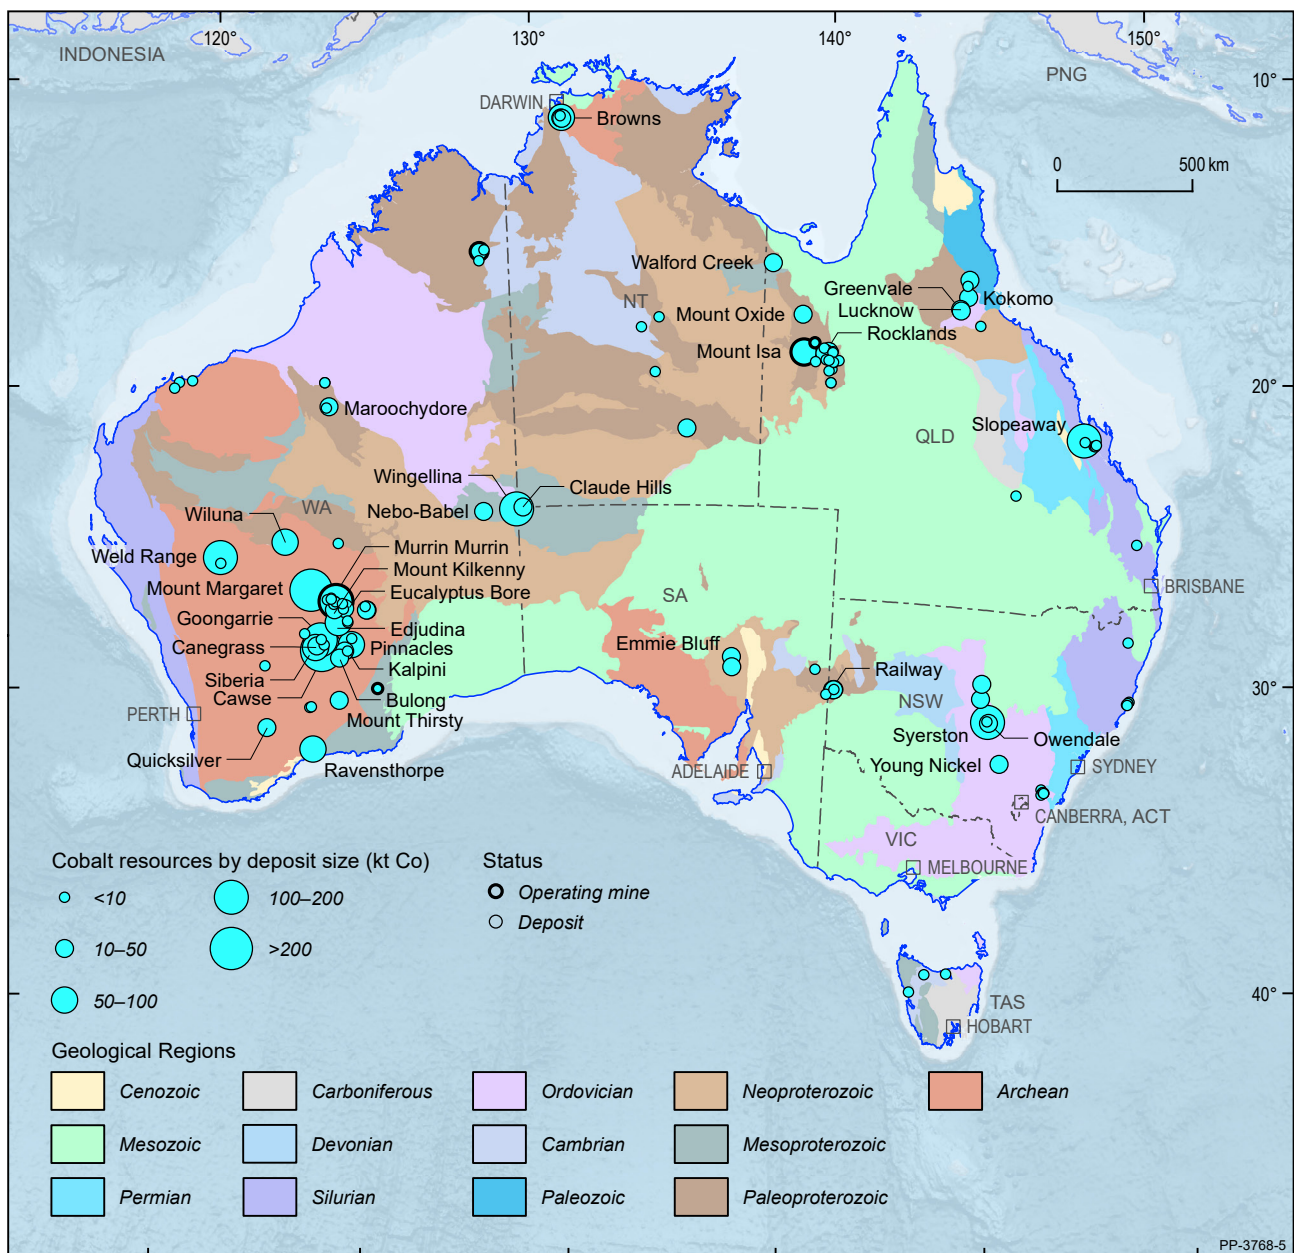 120°
130°
140°
150°
INDONESIA
PNG
10°
DARWIN
Browns
0
500 km
Walford Creek
NT
Greenvale
Kokomo
Mount Oxide
Lucknow
Rocklands
Mount Isa
20°
Maroochydore
Slopeaway
QLD
Wingellina
Claude Hills
WA
Nebo-Babel
Wiluna
Murrin Murrin
Weld Range
Mount Kilkenny
Mount Margaret
Eucalyptus Bore
BRISBANE
SA
Goongarrie
Edjudina
Canegrass
Pinnacles
Emmie Bluff
Kalpini
Railway
Siberia
30°
Cawse
Bulong
NSW
PERTH
Mount Thirsty
Syerston
Owendale
Quicksilver
Young Nickel
SYDNEY
Ravensthorpe
ADELAIDE
CANBERRA, ACT
VIC
MELBOURNE
Cobalt resources by deposit size (kt Co)
Status
<10
100–200
Operating mine
Deposit
10–50
>200
50–100
40°
TAS
HOBART
Geological Regions
Cenozoic
Carboniferous
Ordovician
Neoproterozoic
Archean
Mesozoic
Devonian
Cambrian
Mesoproterozoic
Permian
Silurian
Paleozoic
Paleoproterozoic
PP-3768-5